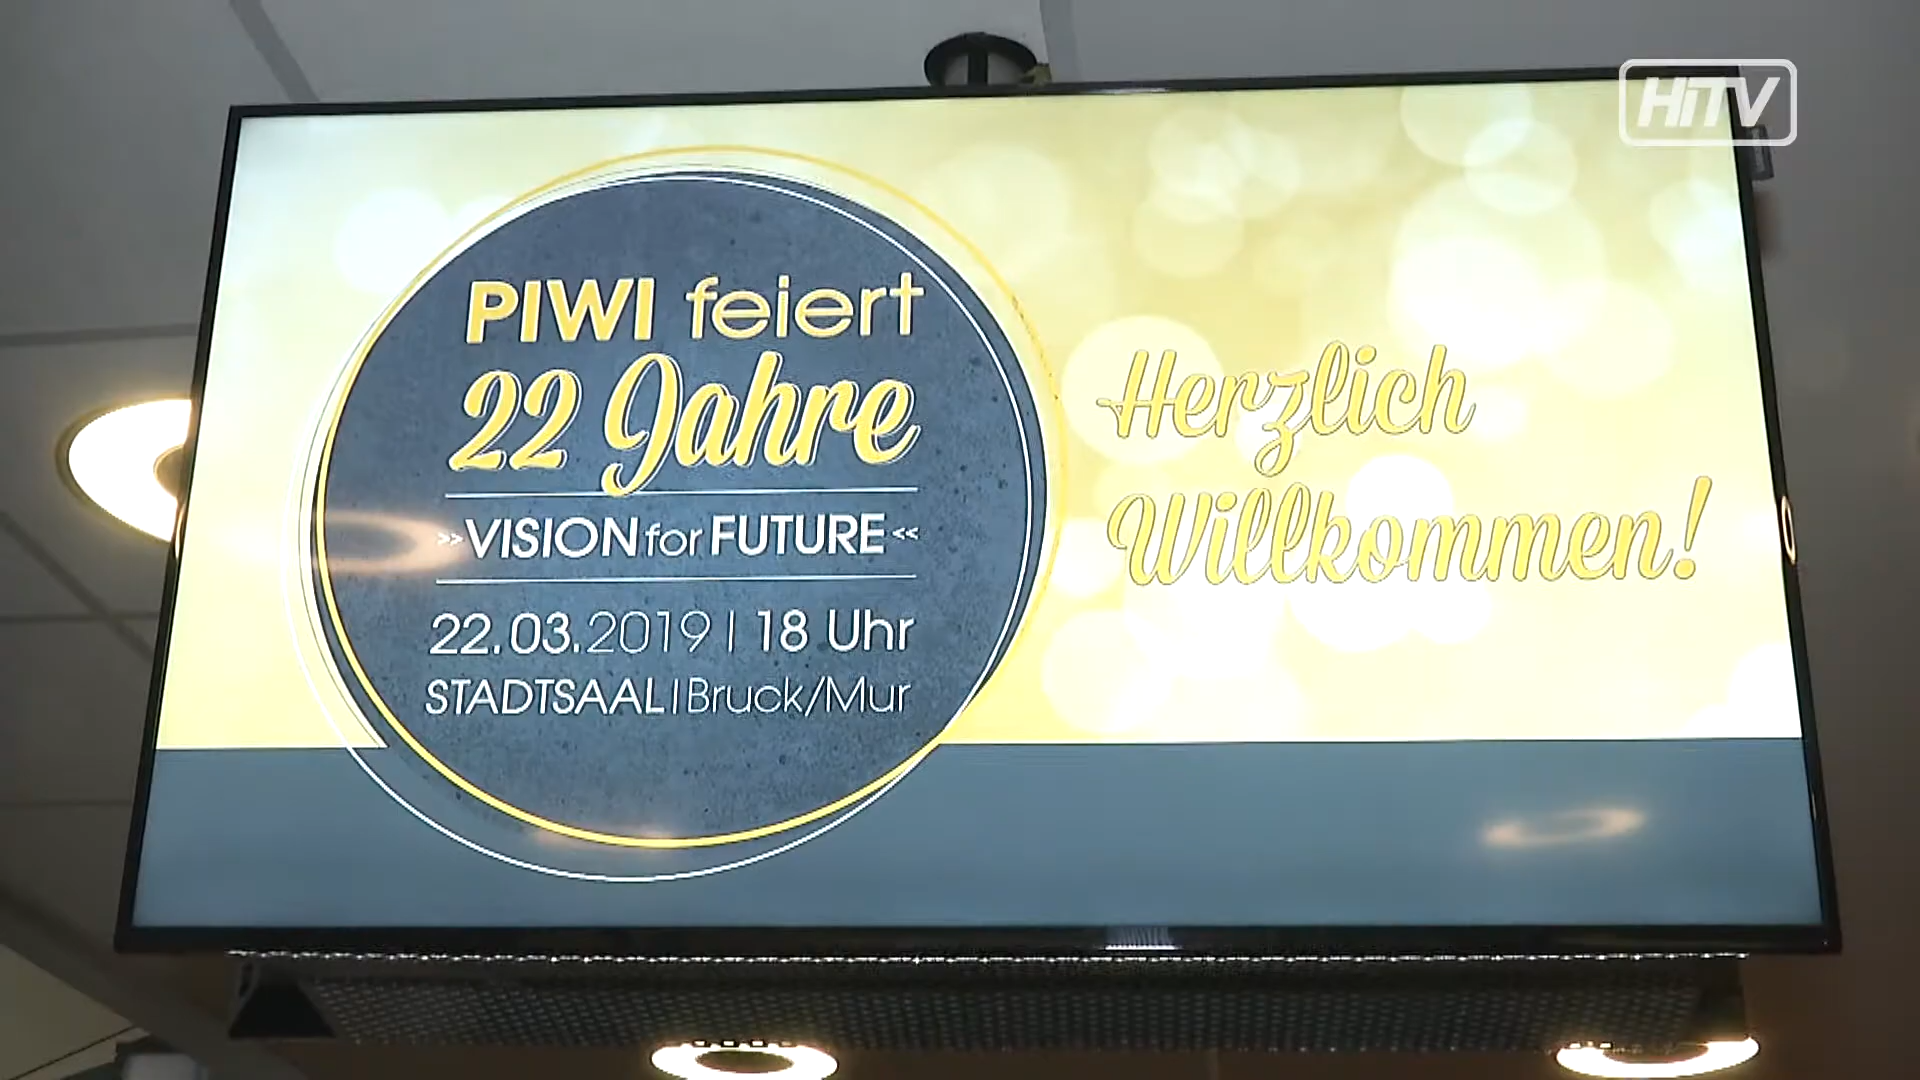 HiTV
PIWI feiert
22 Jahre
»VISION for FUTURE«
22.03.2019 | 18 Uhr
STADTSAAL | Bruck/Mur
Herzlich
Willkommen!